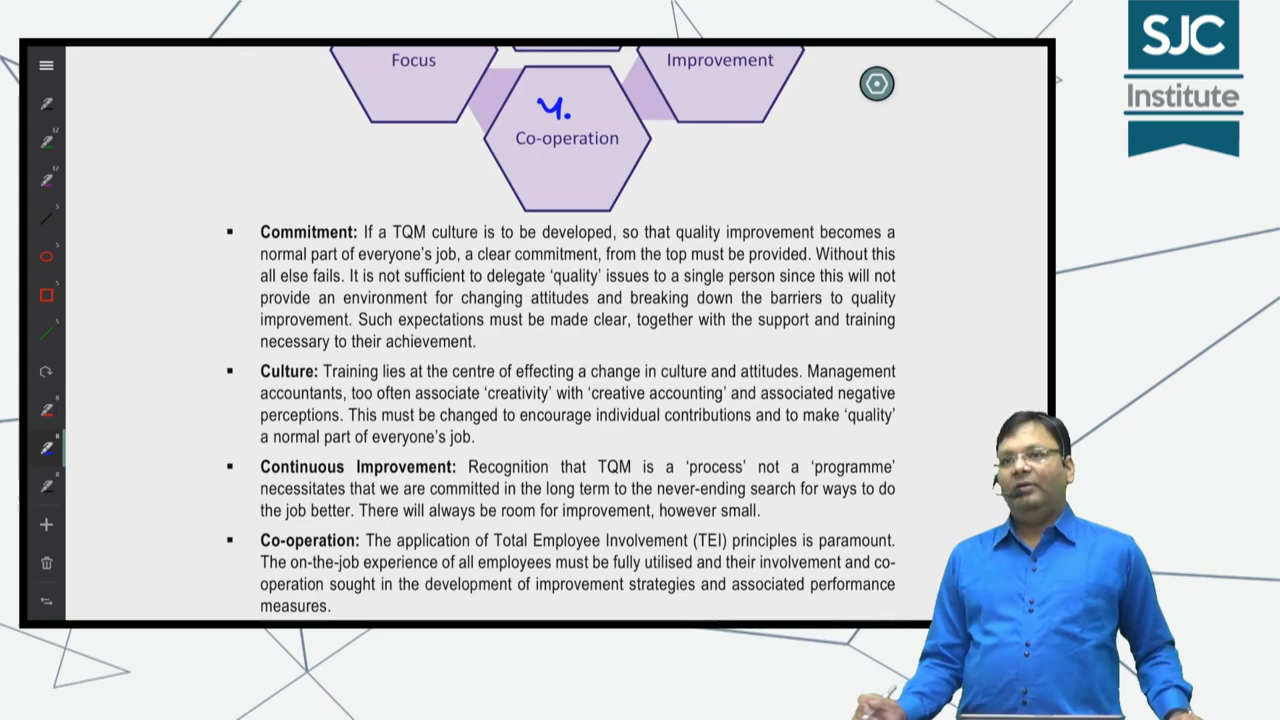 SJC
Institute
Focus
Improvement
4.
Co-operation
▪ Commitment: If a TQM culture is to be developed, so that quality improvement becomes a
normal part of everyone’s job, a clear commitment, from the top must be provided. Without this
all else fails. It is not sufficient to delegate ‘quality’ issues to a single person since this will not
provide an environment for changing attitudes and breaking down the barriers to quality
improvement. Such expectations must be made clear, together with the support and training
necessary to their achievement.
▪ Culture: Training lies at the centre of effecting a change in culture and attitudes. Management
accountants, too often associate ‘creativity’ with ‘creative accounting’ and associated negative
perceptions. This must be changed to encourage individual contributions and to make ‘quality’
a normal part of everyone’s job.
▪ Continuous Improvement: Recognition that TQM is a ‘process’ not a ‘programme’
necessitates that we are committed in the long term to the never-ending search for ways to do
the job better. There will always be room for improvement, however small.
▪ Co-operation: The application of Total Employee Involvement (TEI) principles is paramount.
The on-the-job experience of all employees must be fully utilised and their involvement and co-
operation sought in the development of improvement strategies and associated performance
measures.